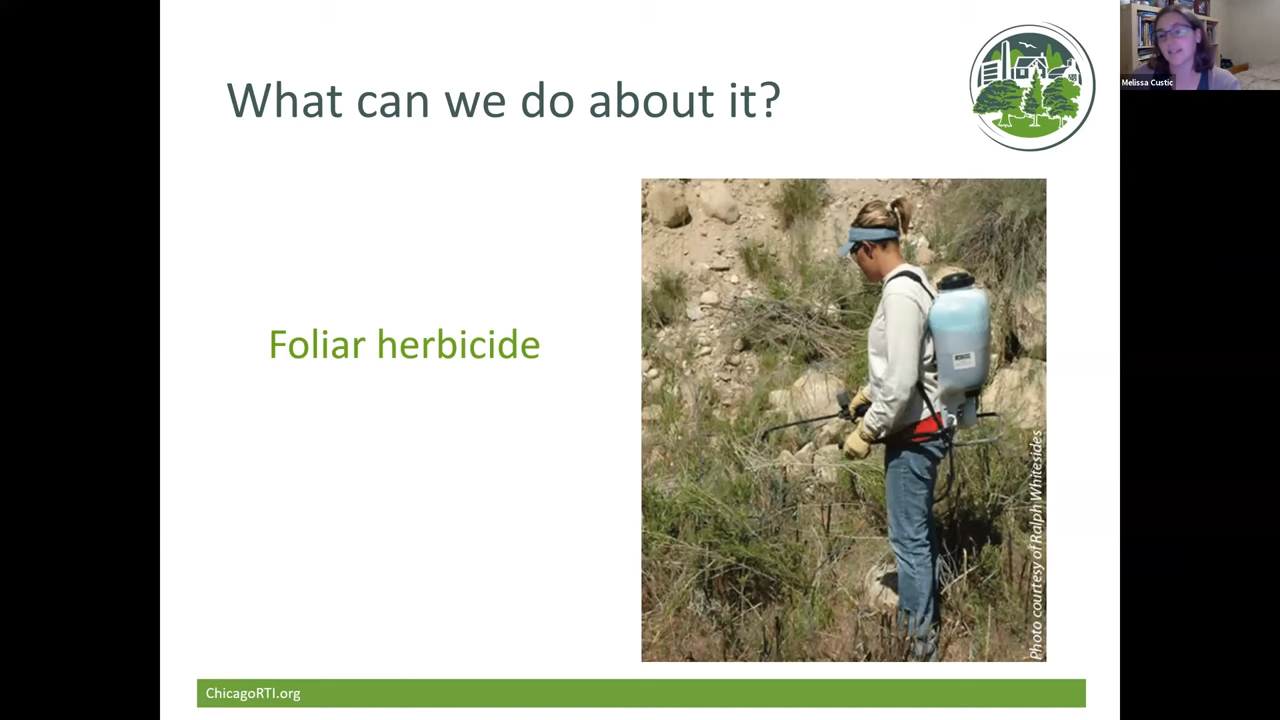 What can we do about it?
Melissa Custic
Foliar herbicide
Photo courtesy of Ralph Whitesides
ChicagoRTI.org